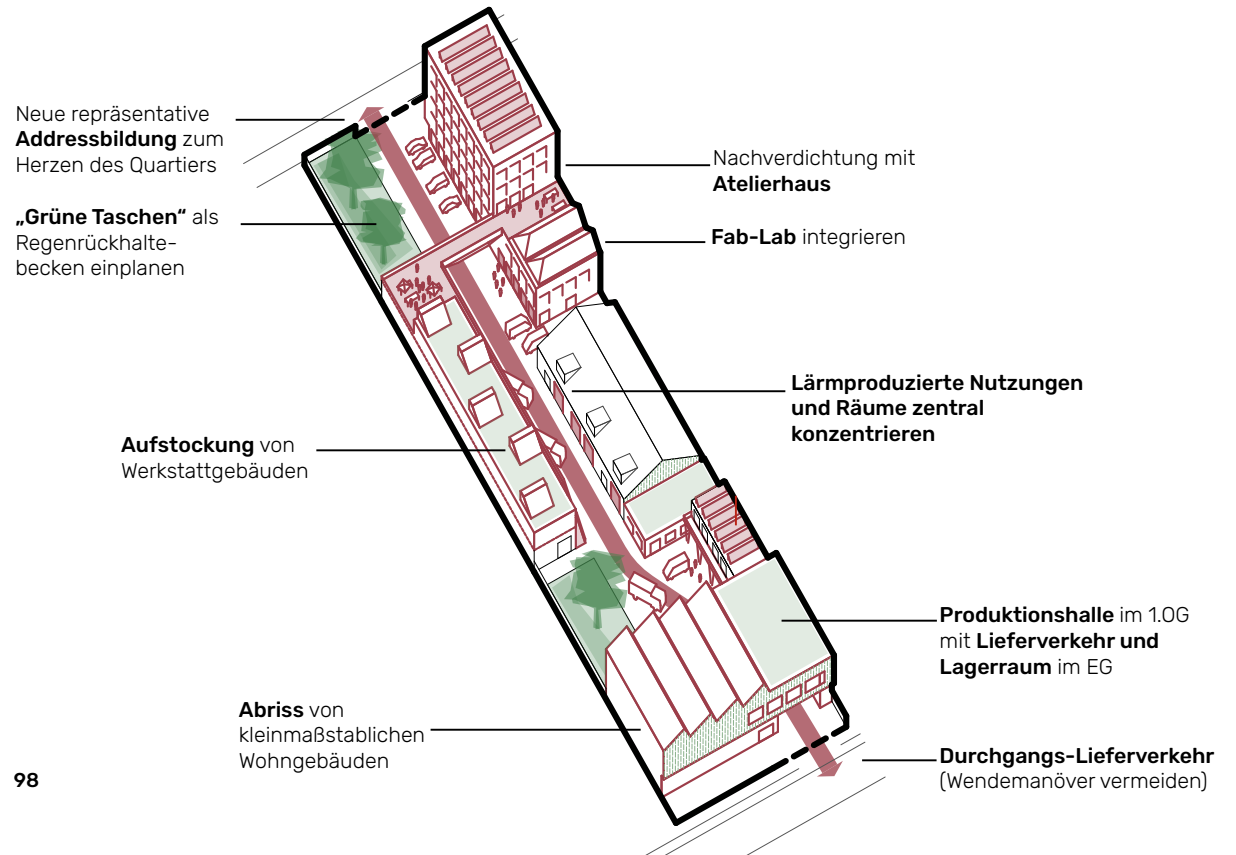 Neue repräsentative
Addressbildung zum
Herzen des Quartiers
„Grüne Taschen“ als
Regenrückhalte-
becken einplanen
Nachverdichtung mit
Atelierhaus
Fab-Lab integrieren
Lärmproduzierte Nutzungen
und Räume zentral
konzentrieren
Aufstockung von
Werkstattgebäuden
Produktionshalle im 1.OG
mit Lieferverkehr und
Lagerraum im EG
Abriss von
kleinmaßstablichen
Wohngebäuden
Durchgangs-Lieferverkehr
(Wendemanöver vermeiden)
98